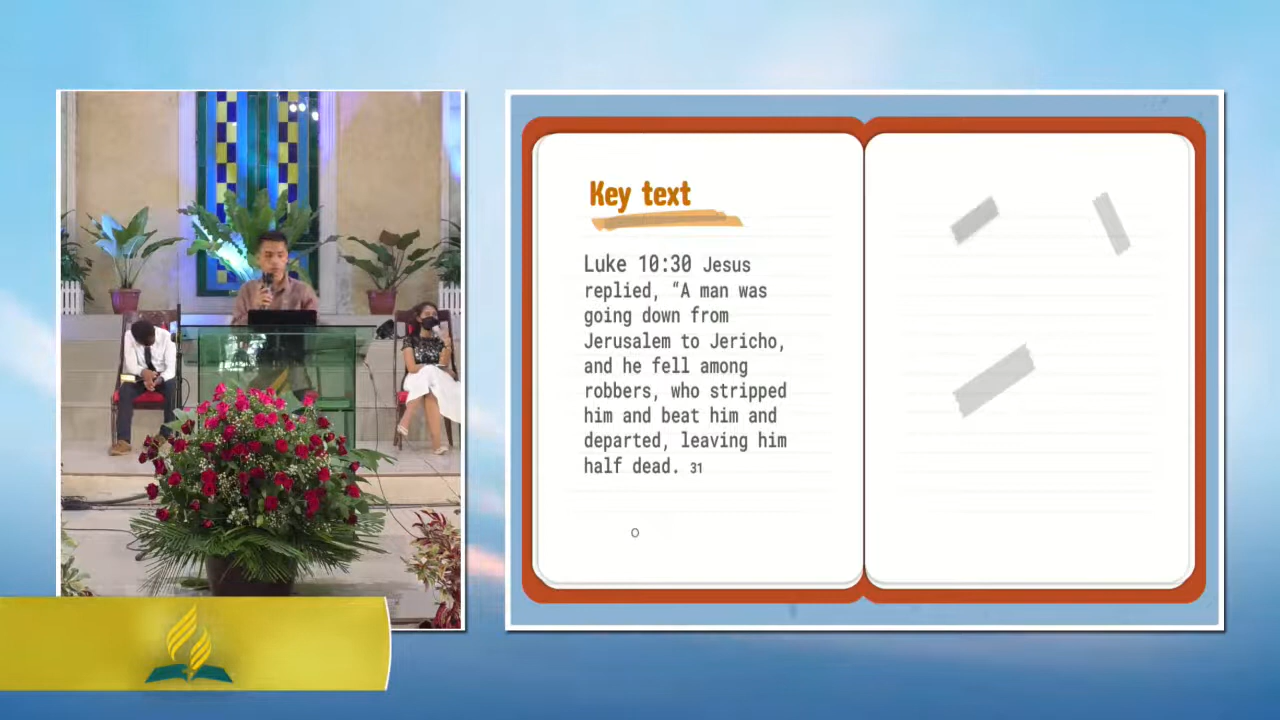 Key text
Luke 10:30 Jesus
replied, “A man was
going down from
Jerusalem to Jericho,
and he fell among
robbers, who stripped
him and beat him and
departed, leaving him
half dead. 31
O